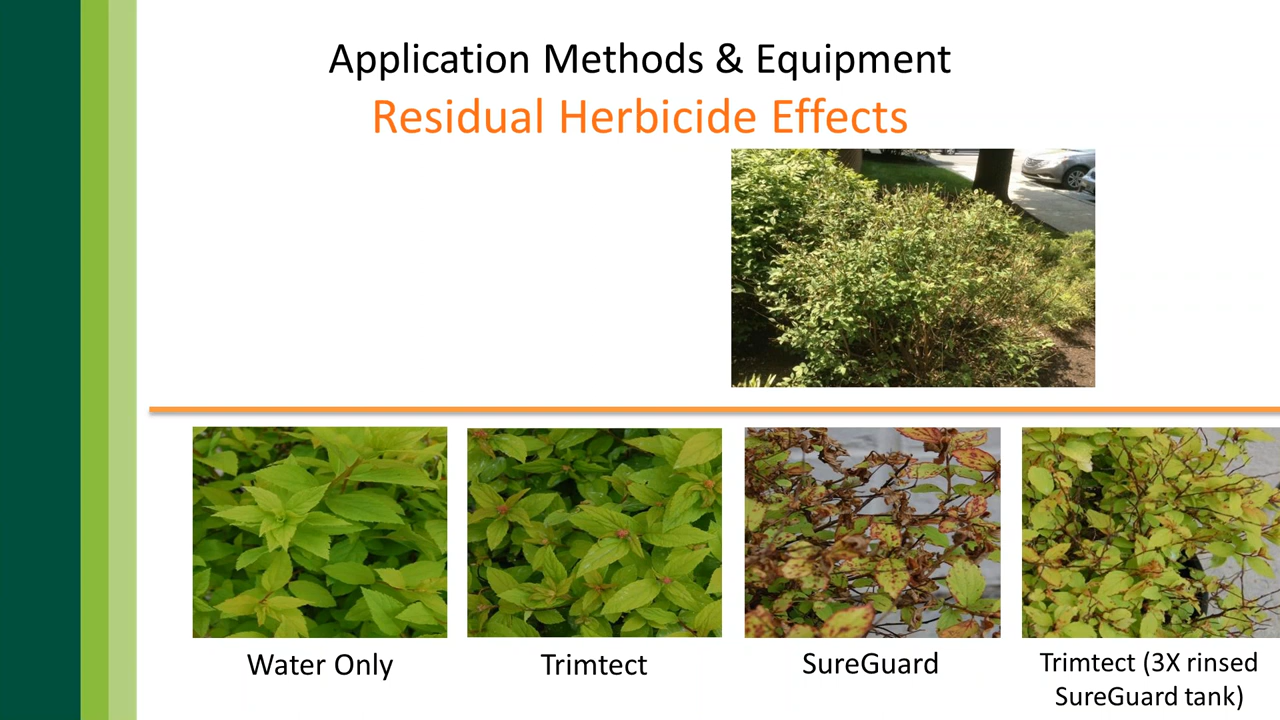 Application Methods & Equipment
Residual Herbicide Effects
Water Only
Trimtect
SureGuard
Trimtect (3X rinsed
SureGuard tank)